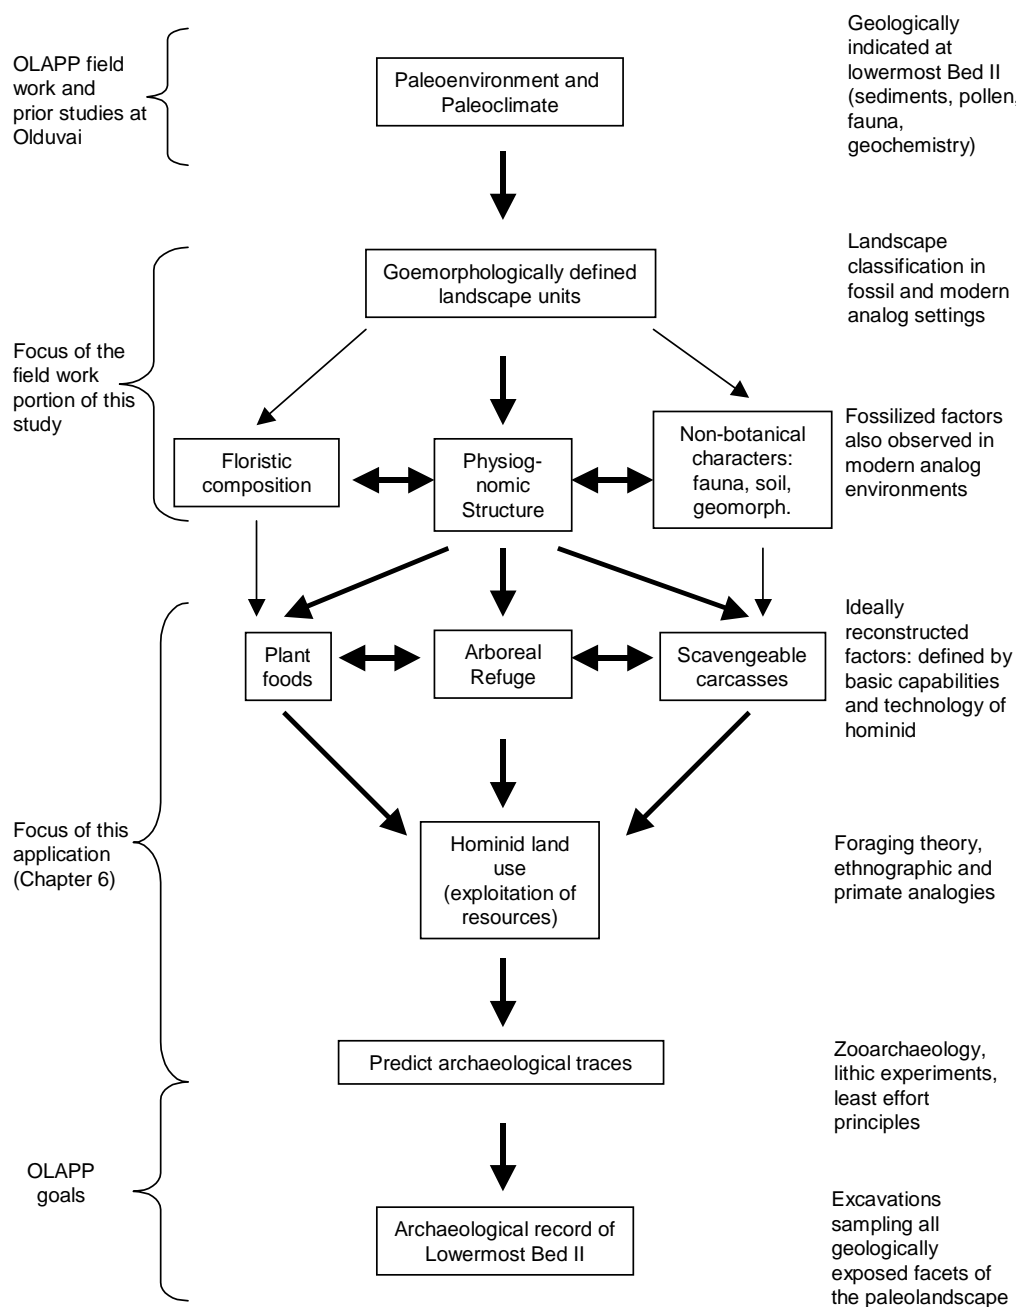 OLAPP field
work and
prior studies at
Olduvai
Paleoenvironment and
Paleoclimate
Geologically
indicated at
lowermost Bed II
(sediments, pollen,
fauna,
geochemistry)
Goemorphologically defined
landscape units
Landscape
classification in
fossil and modern
analog settings
Focus of the
field work
portion of this
study
Floristic
composition
Physiog-
nomic
Structure
Non-botanical
characters:
fauna, soil,
geomorph.
Fossilized factors
also observed in
modern analog
environments
Plant
foods
Arboreal
Refuge
Scavengeable
carcasses
Ideally
reconstructed
factors: defined by
basic capabilities
and technology of
hominid
Focus of this
application
(Chapter 6)
Hominid land
use
(exploitation of
resources)
Foraging theory,
ethnographic and
primate analogies
Predict archaeological traces
Zooarchaeology,
lithic experiments,
least effort
principles
OLAPP
goals
Archaeological record of
Lowermost Bed II
Excavations
sampling all
geologically
exposed facets of
the paleolandscape